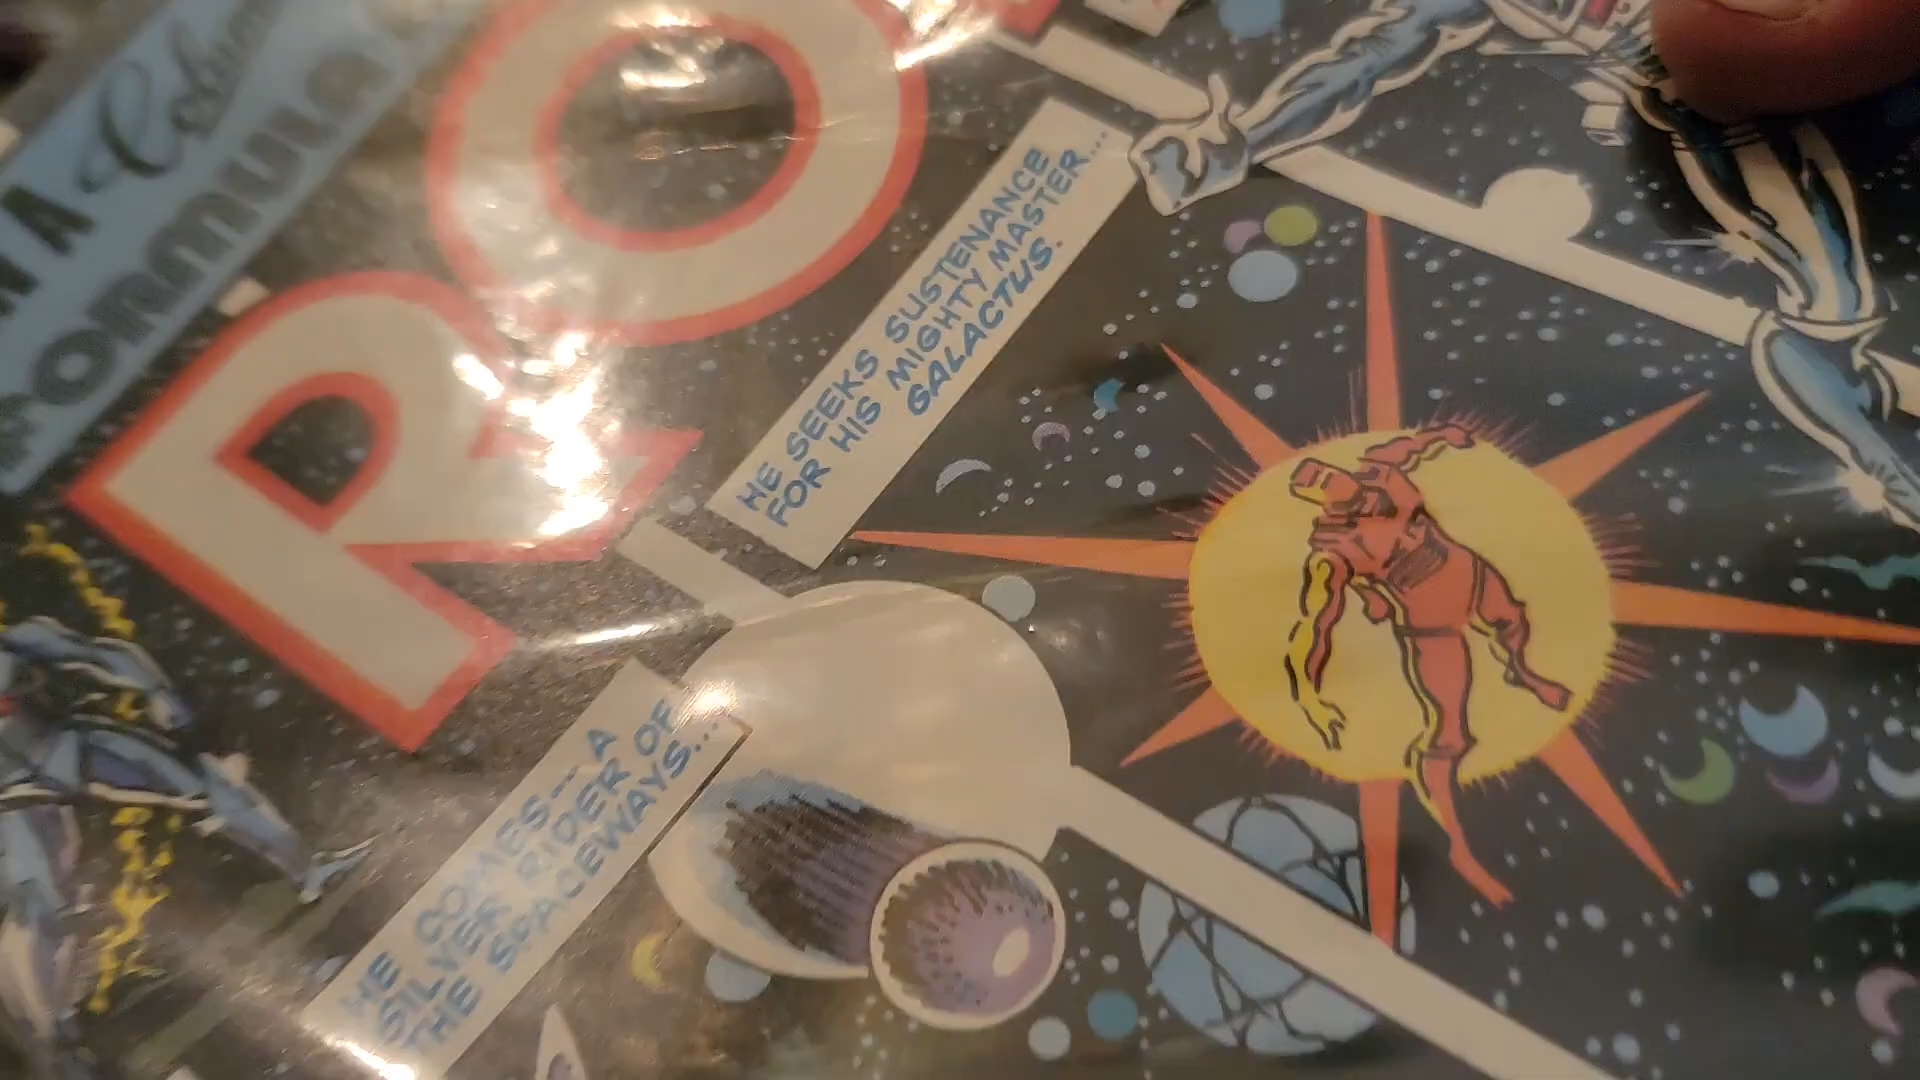 RO
HE SEEKS SUSTENANCE
FOR HIS MIGHTY MASTER...
GALACTUS.
HE COMES--A
SILVER RIDER OF
THE SPACEWAYS...